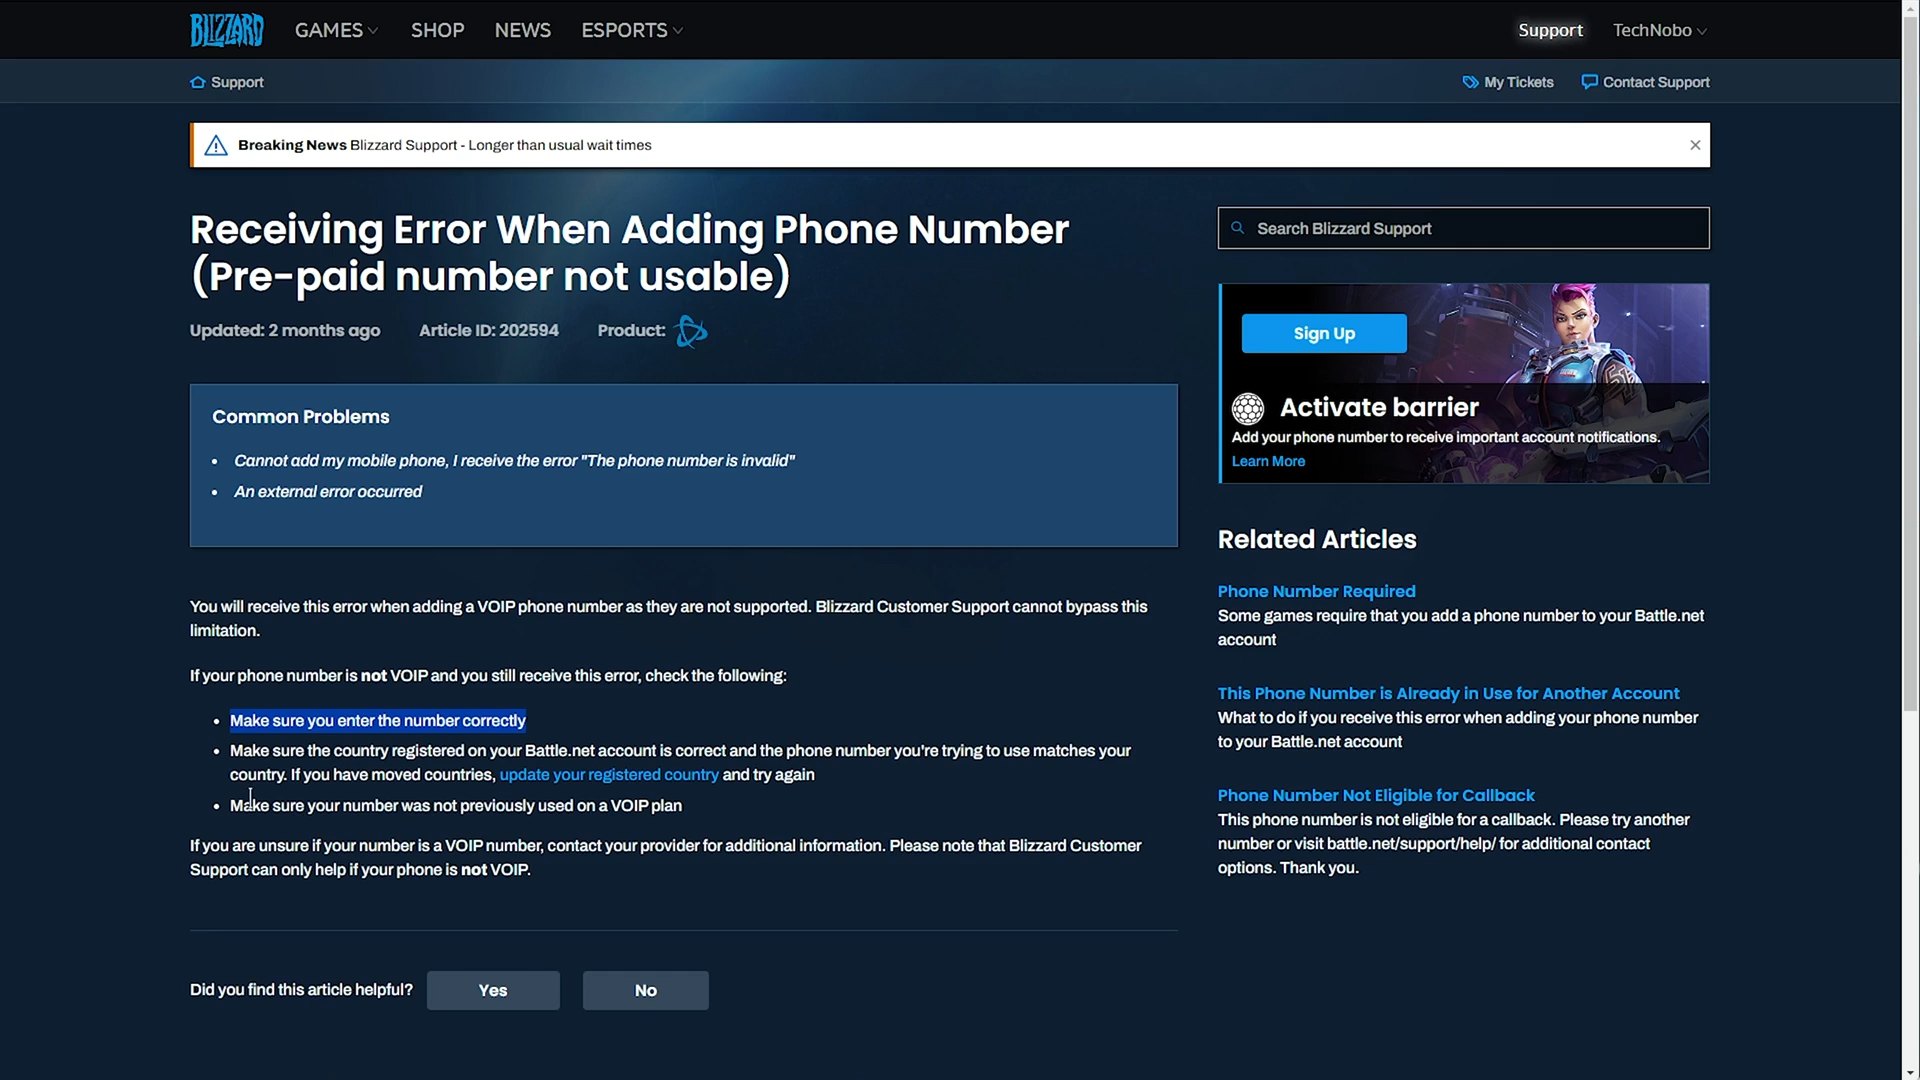 BLIZZARD GAMES SHOP NEWS ESPORTS Support TechNobo
Support My Tickets Contact Support
Breaking News Blizzard Support - Longer than usual wait times
Receiving Error When Adding Phone Number
(Pre-paid number not usable)
Updated: 2 months ago Article ID: 202594 Product:
Common Problems
• Cannot add my mobile phone, I receive the error "The phone number is invalid"
• An external error occurred
You will receive this error when adding a VOIP phone number as they are not supported. Blizzard Customer Support cannot bypass this
limitation.
If your phone number is not VOIP and you still receive this error, check the following:
• Make sure you enter the number correctly
• Make sure the country registered on your Battle.net account is correct and the phone number you're trying to use matches your
country. If you have moved countries, update your registered country and try again
• Make sure your number was not previously used on a VOIP plan
If you are unsure if your number is a VOIP number, contact your provider for additional information. Please note that Blizzard Customer
Support can only help if your phone is not VOIP.
Did you find this article helpful? Yes No
Search Blizzard Support
Sign Up
Activate barrier
Add your phone number to receive important account notifications.
Learn More
Related Articles
Phone Number Required
Some games require that you add a phone number to your Battle.net
account
This Phone Number is Already in Use for Another Account
What to do if you receive this error when adding your phone number
to your Battle.net account
Phone Number Not Eligible for Callback
This phone number is not eligible for a callback. Please try another
number or visit battle.net/support/help/ for additional contact
options. Thank you.